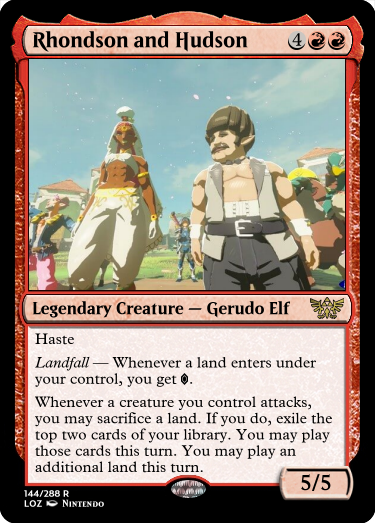 Rhondson and Hudson 4
Legendary Creature — Gerudo Elf
Haste
Landfall — Whenever a land enters under
your control, you get .
Whenever a creature you control attacks,
you may sacrifice a land. If you do, exile the
top two cards of your library. You may play
those cards this turn. You may play an
additional land this turn.
5/5
144/288 R
LOZ Nintendo